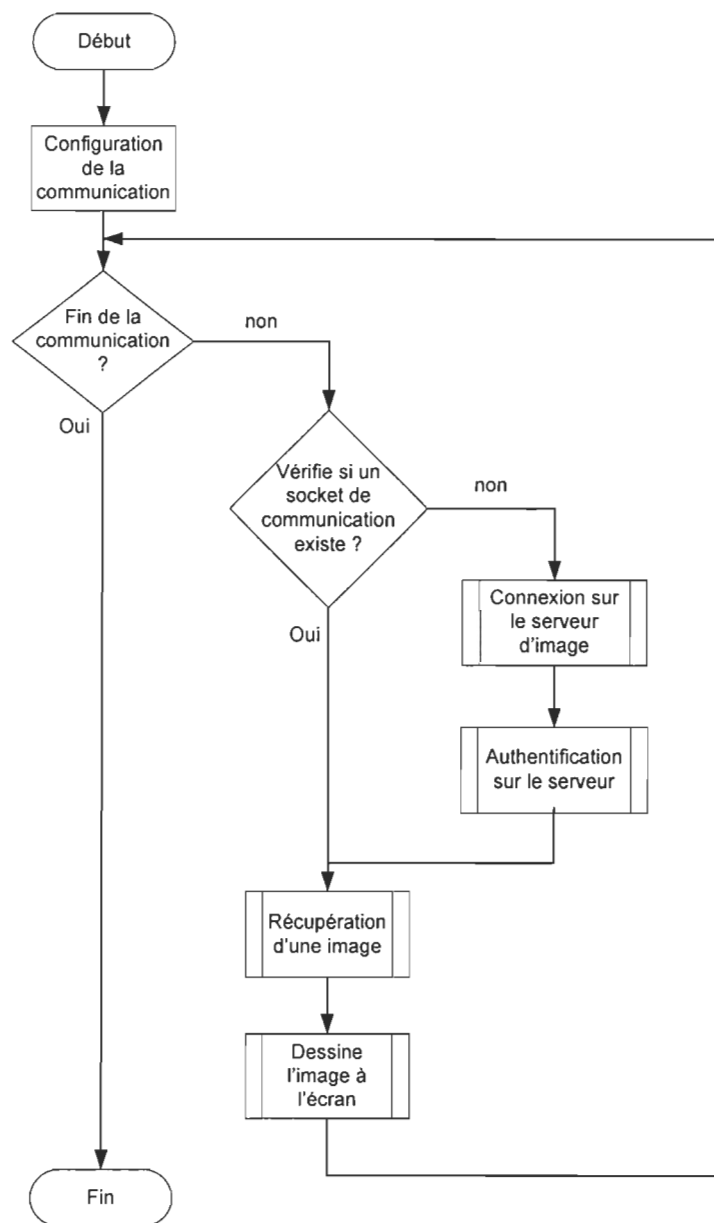 Début
Configuration
de la
communication
Fin de la
communication
?
non
Oui
Vérifie si un
socket de
communication
existe ?
non
Oui
Connexion sur
le serveur
d'image
Authentification
sur le serveur
Récupération
d'une image
Dessine
l'image à
l'écran
Fin